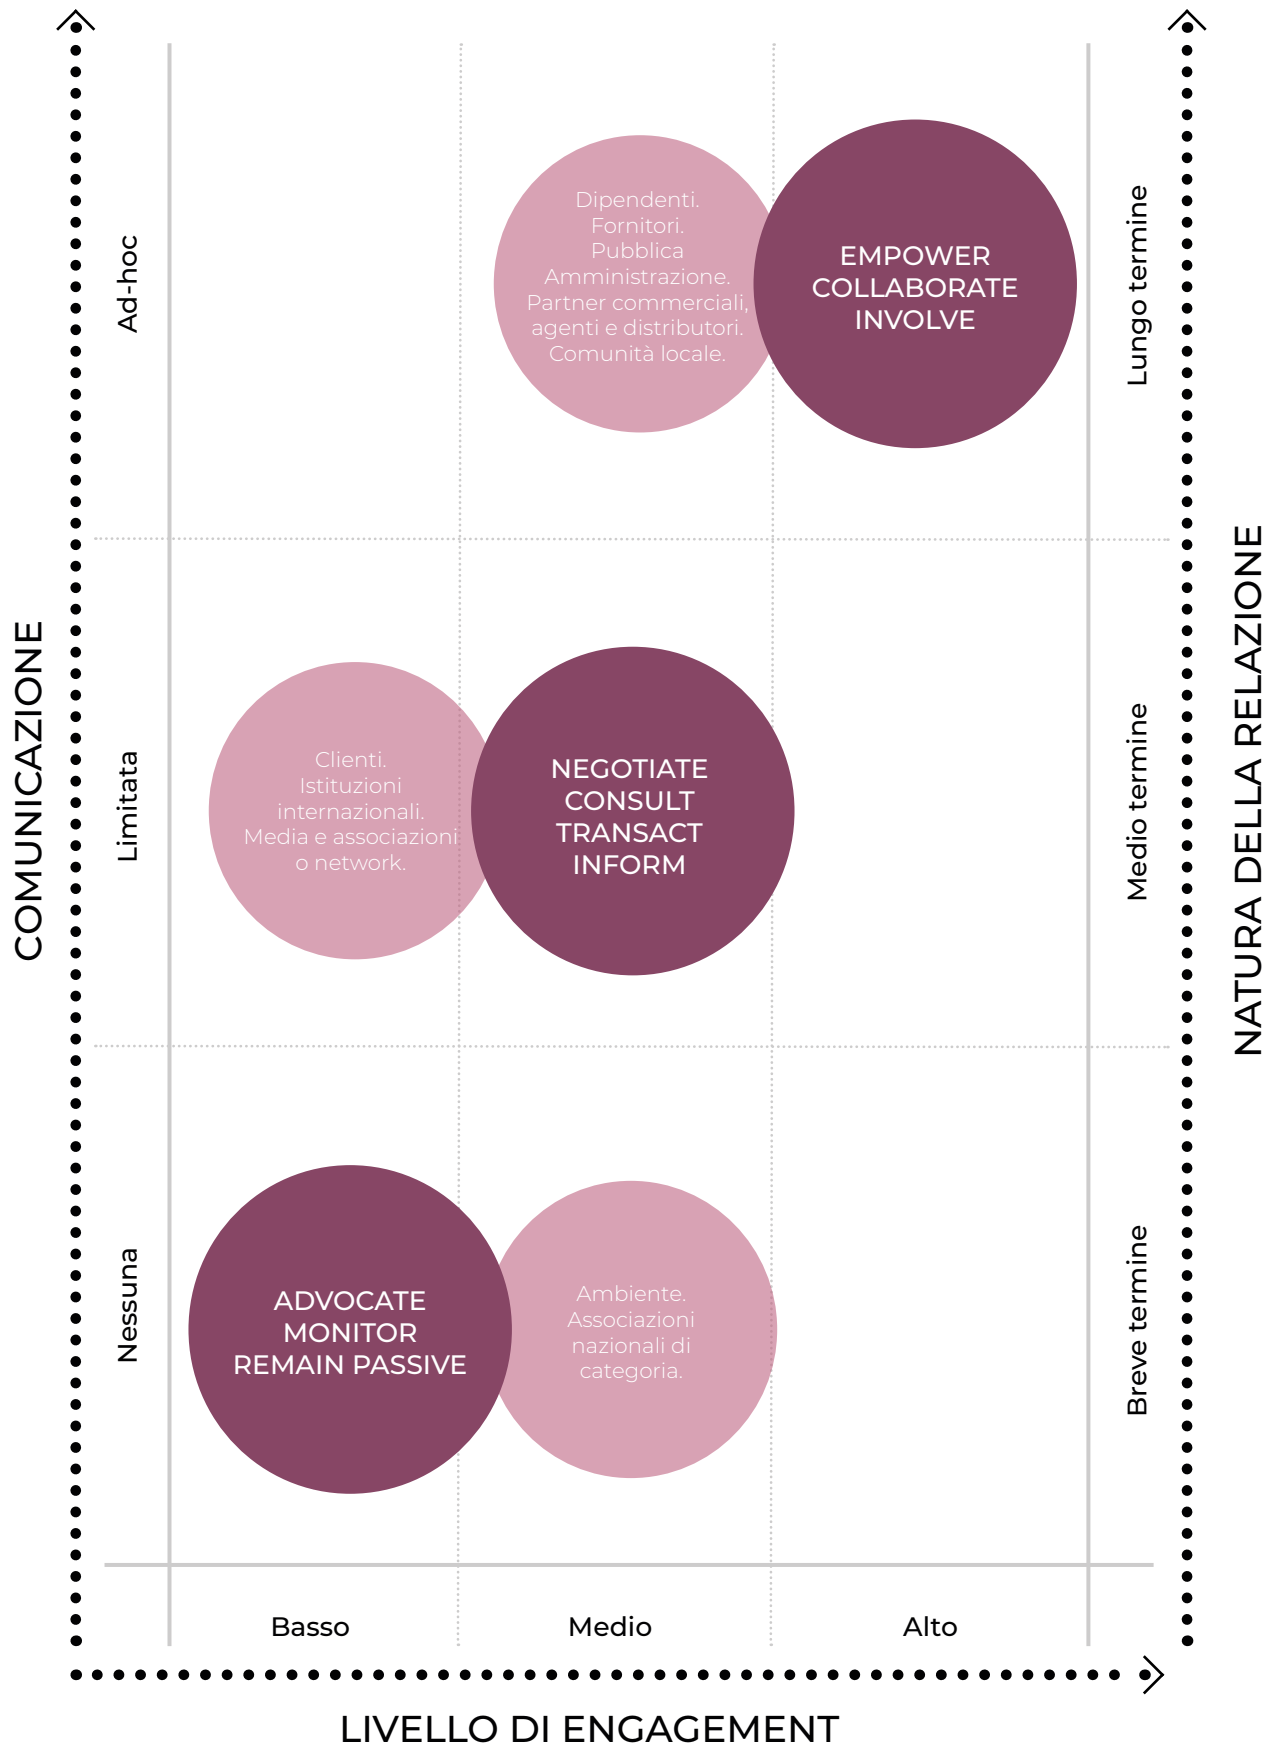 COMUNICAZIONE
Ad-hoc
Limitata
Nessuna
Dipendenti.
Fornitori.
Pubblica
Amministrazione.
Partner commerciali,
agenti e distributori.
Comunità locale.
EMPOWER
COLLABORATE
INVOLVE
Clienti.
Istituzioni
internazionali.
Media e associazioni
o network.
NEGOTIATE
CONSULT
TRANSACT
INFORM
ADVOCATE
MONITOR
REMAIN PASSIVE
Ambiente.
Associazioni
nazionali di
categoria.
Lungo termine
Medio termine
Breve termine
NATURA DELLA RELAZIONE
Basso
Medio
Alto
LIVELLO DI ENGAGEMENT